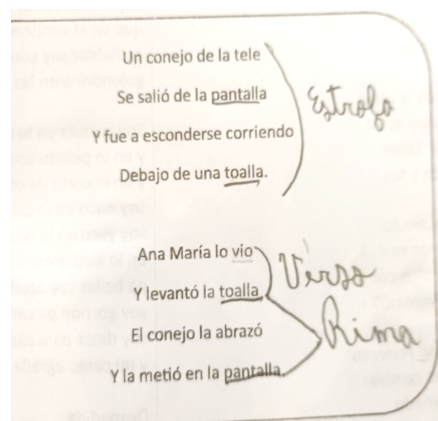 Un conejo de la tele
Se salió de la pantalla
Y fue a esconderse corriendo
Debajo de una toalla.
Estrofa
Ana María lo vio
Y levantó la toalla
El conejo la abrazó
Y la metió en la pantalla.
Verso
Rima